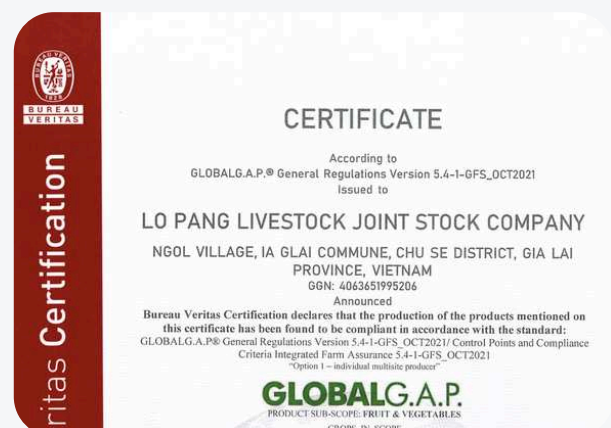 BUREAU
VERITAS
ritas Certification
CERTIFICATE
According to
GLOBALG.A.P.® General Regulations Version 5.4-1-GFS_OCT2021
Issued to
LO PANG LIVESTOCK JOINT STOCK COMPANY
NGOL VILLAGE, IA GLAI COMMUNE, CHU SE DISTRICT, GIA LAI
PROVINCE, VIETNAM
GGN: 4063651995206
Announced
Bureau Veritas Certification declares that the production of the products mentioned on
this certificate has been found to be compliant in accordance with the standard:
GLOBALG.A.P® General Regulations Version 5.4-1-GFS_OCT2021/ Control Points and Compliance
Criteria Integrated Farm Assurance 5.4-1-GFS_OCT2021
"Option 1 – individual multisite producer"
GLOBALG.A.P.
PRODUCT SUB-SCOPE: FRUIT & VEGETABLES